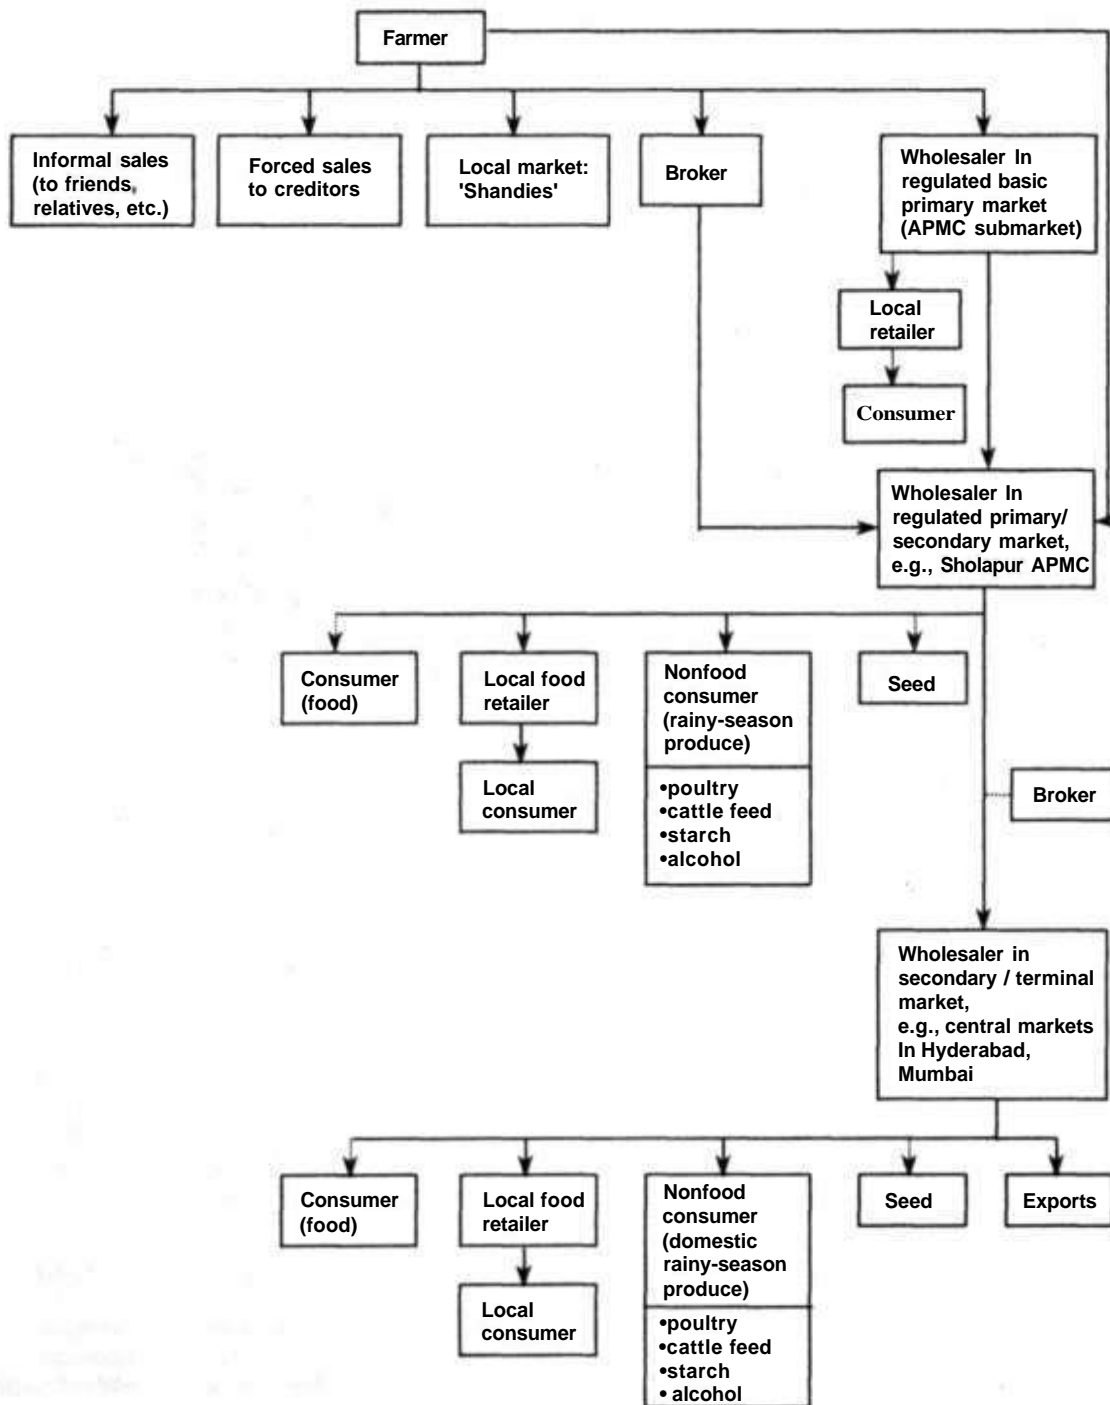 Farmer
Informal sales
(to friends,
relatives, etc.)
Forced sales
to creditors
Local market:
'Shandies'
Broker
Wholesaler In
regulated basic
primary market
(APMC submarket)
Local
retailer
Consumer
Wholesaler In
regulated primary/
secondary market,
e.g., Sholapur APMC
Consumer
(food)
Local food
retailer
Local
consumer
Nonfood
consumer
(rainy-season
produce)
•poultry
•cattle feed
•starch
•alcohol
Seed
Broker
Wholesaler in
secondary / terminal
market,
e.g., central markets
In Hyderabad,
Mumbai
Consumer
(food)
Local food
retailer
Local
consumer
Nonfood
consumer
(domestic
rainy-season
produce)
•poultry
•cattle feed
•starch
• alcohol
Seed
Exports